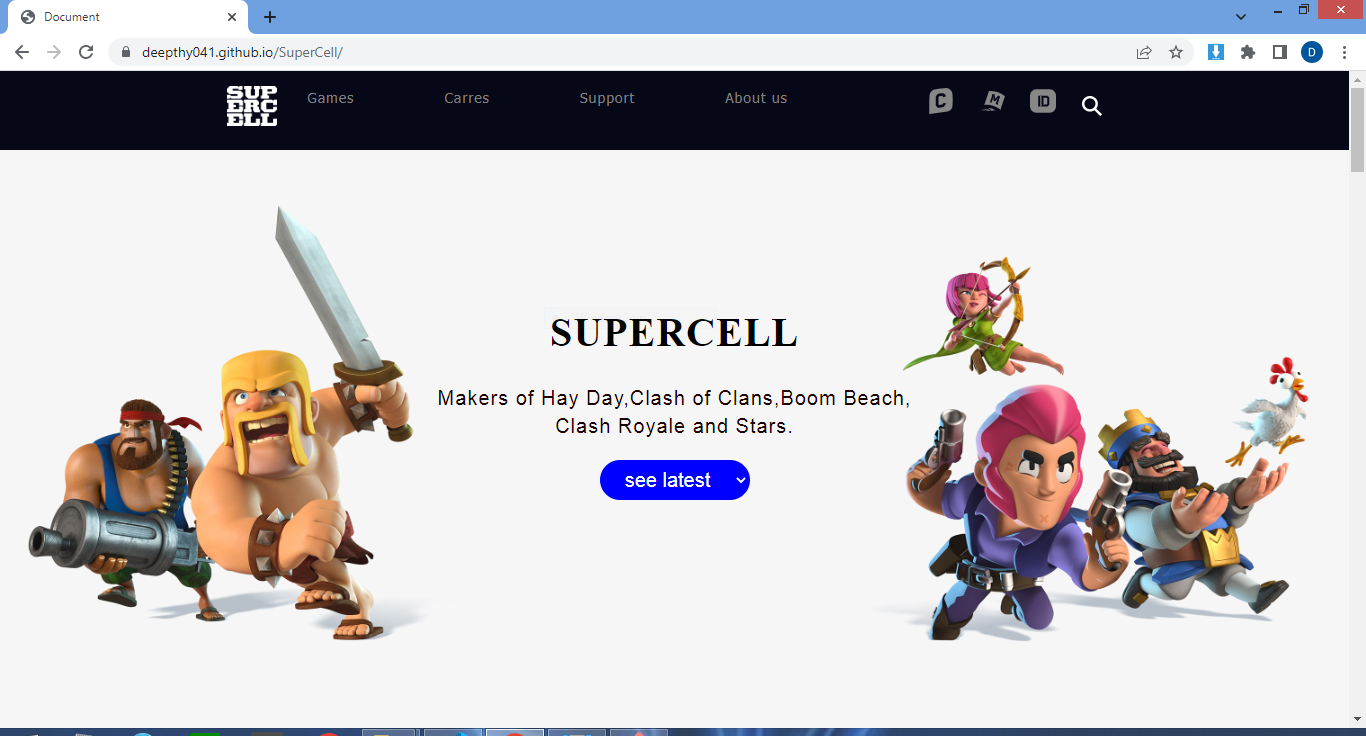 Document
deepthy041.github.io/SuperCell/
D
SUP
ERC
ELL
Games
Carres
Support
About us
C
M
ID
SUPERCELL
Makers of Hay Day,Clash of Clans,Boom Beach,
Clash Royale and Stars.
see latest